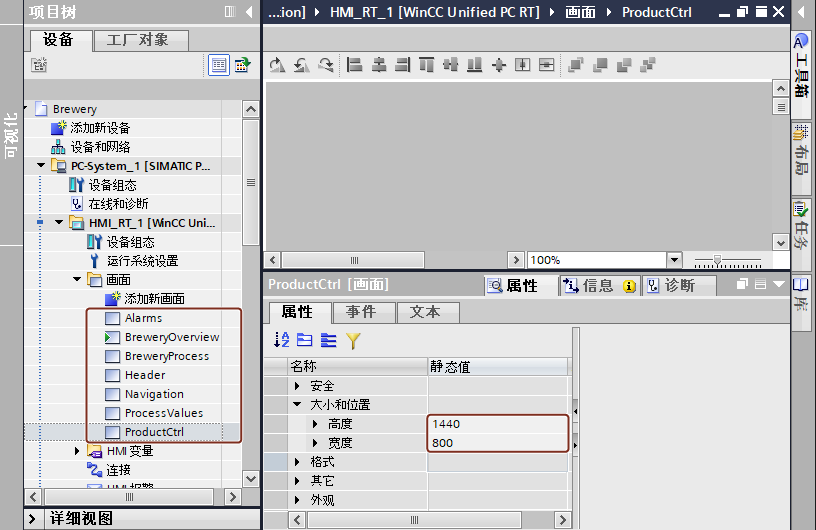 项目树
...ion] HMI_RT_1 [WinCC Unified PC RT] 画面 ProductCtrl
设备
工厂对象
可视化
Brewery
添加新设备
设备和网络
PC-System_1 [SIMATIC P...
设备组态
在线和诊断
HMI_RT_1 [WinCC Uni...
设备组态
运行系统设置
画面
添加新画面
Alarms
BreweryOverview
BreweryProcess
Header
Navigation
ProcessValues
ProductCtrl
HMI 变量
连接
HMI 报警
详细视图
100%
ProductCtrl [画面]
属性
信息
诊断
属性
事件
文本
名称
静态值
安全
大小和位置
高度
1440
宽度
800
格式
其它
外观
工具箱
布局
任务
库